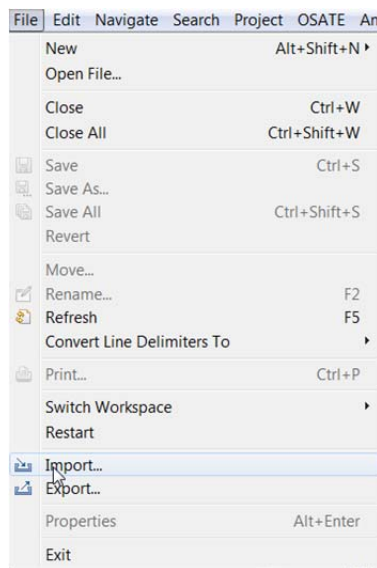 File Edit Navigate Search Project OSATE
New Alt+Shift+N
Open File...
Close Ctrl+W
Close All Ctrl+Shift+W
Save Ctrl+S
Save As...
Save All Ctrl+Shift+S
Revert
Move...
Rename... F2
Refresh F5
Convert Line Delimiters To
Print... Ctrl+P
Switch Workspace
Restart
Import...
Export...
Properties Alt+Enter
Exit